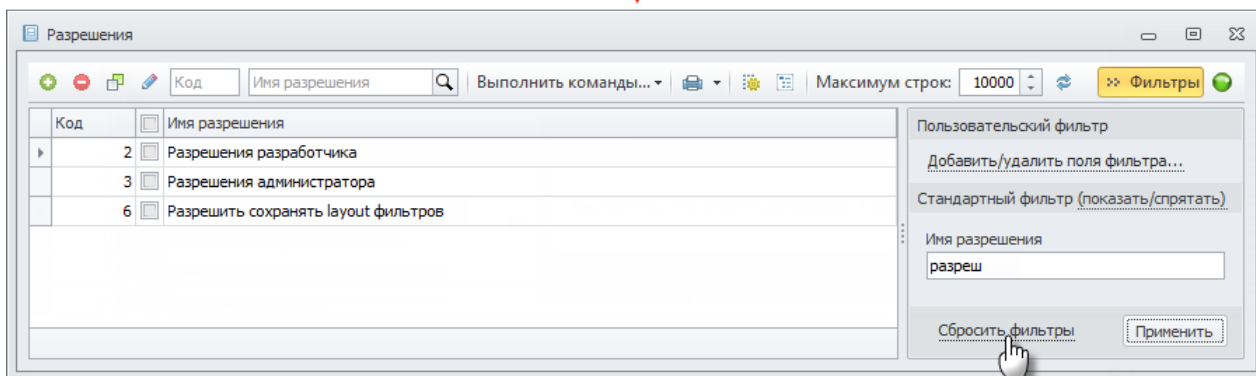 Разрешения
Код Имя разрешения Выполнить команды... Максимум строк: 10000 >> Фильтры
Код Имя разрешения
2 Разрешения разработчика
3 Разрешения администратора
6 Разрешить сохранять layout фильтров
Пользовательский фильтр
Добавить/удалить поля фильтра...
Стандартный фильтр (показать/спрятать)
Имя разрешения
разреш
Сбросить фильтры Применить